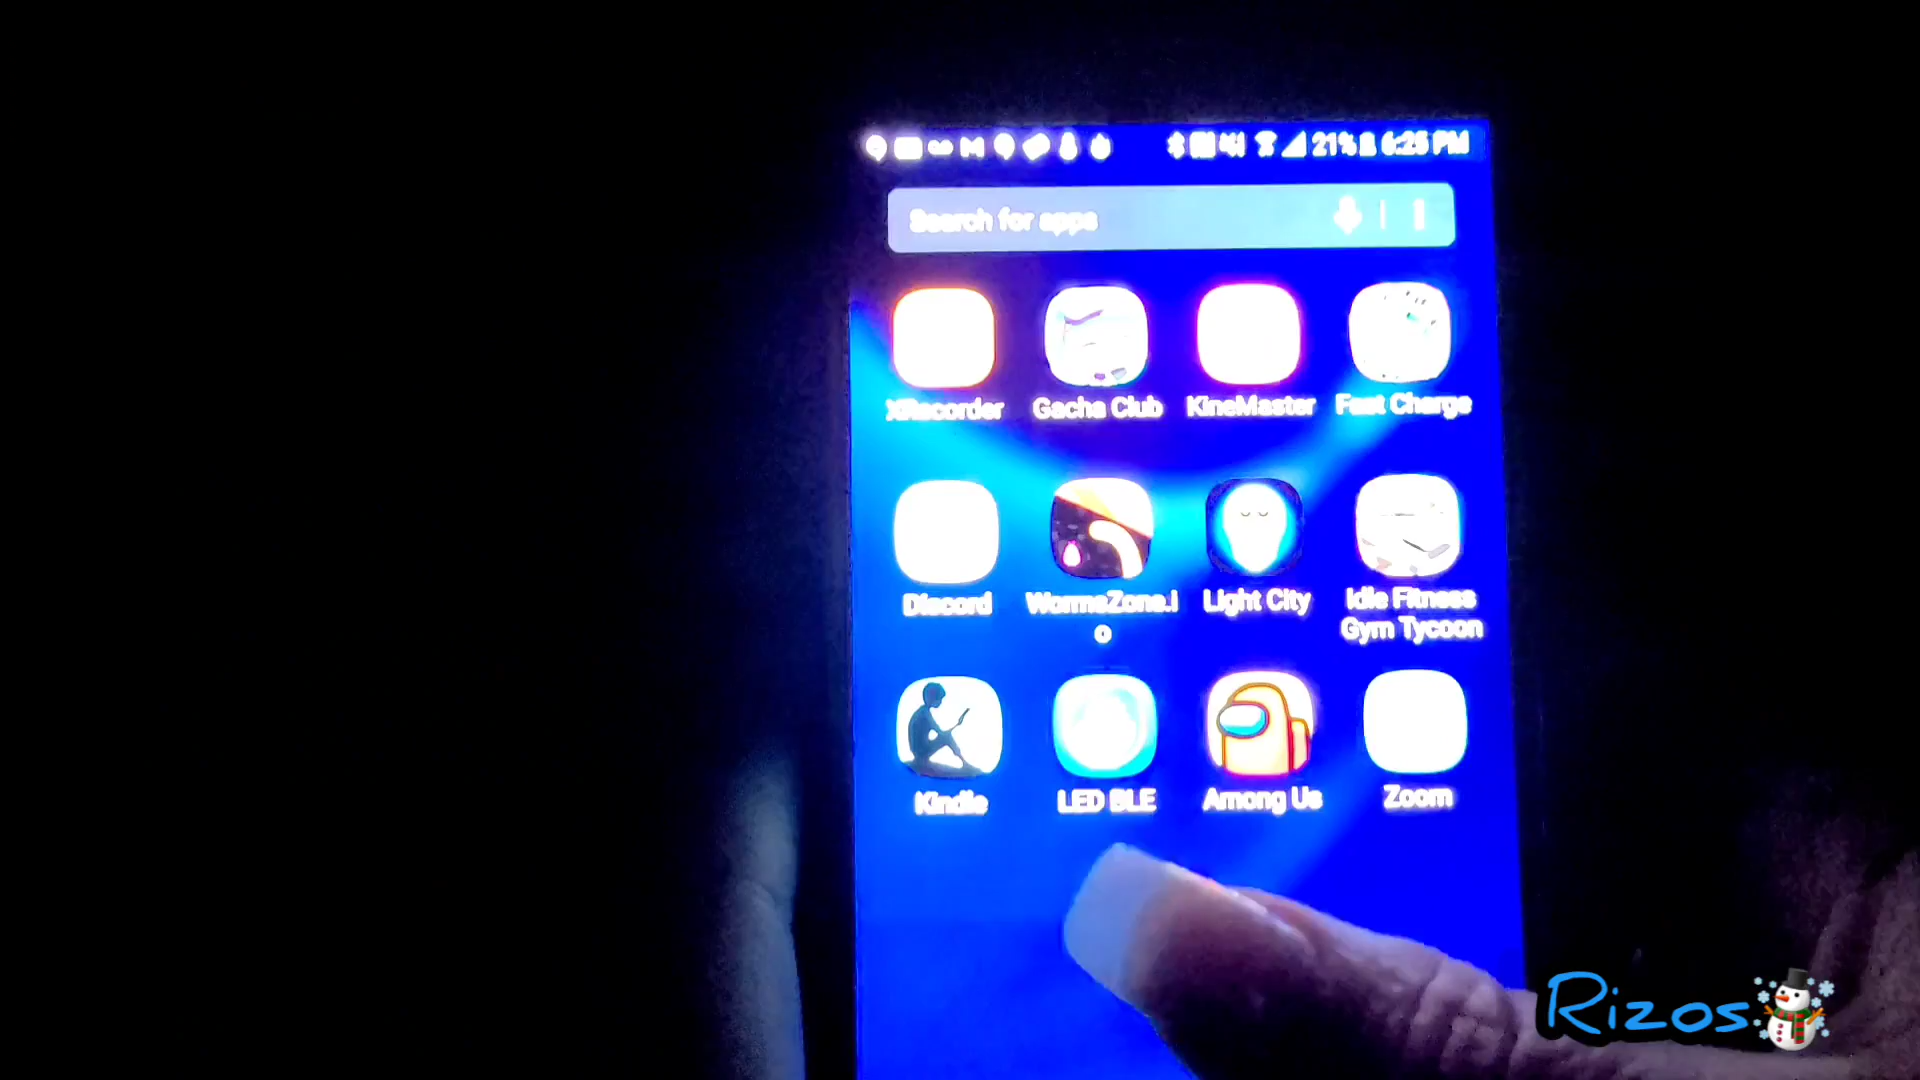 21% 6:25 PM
Search for apps
XRecorder Gacha Club KineMaster Fast Charge
Discord WormsZone.i Light City Idle Fitness
o Gym Tycoon
Kindle LED BLE Among Us Zoom
Rizos